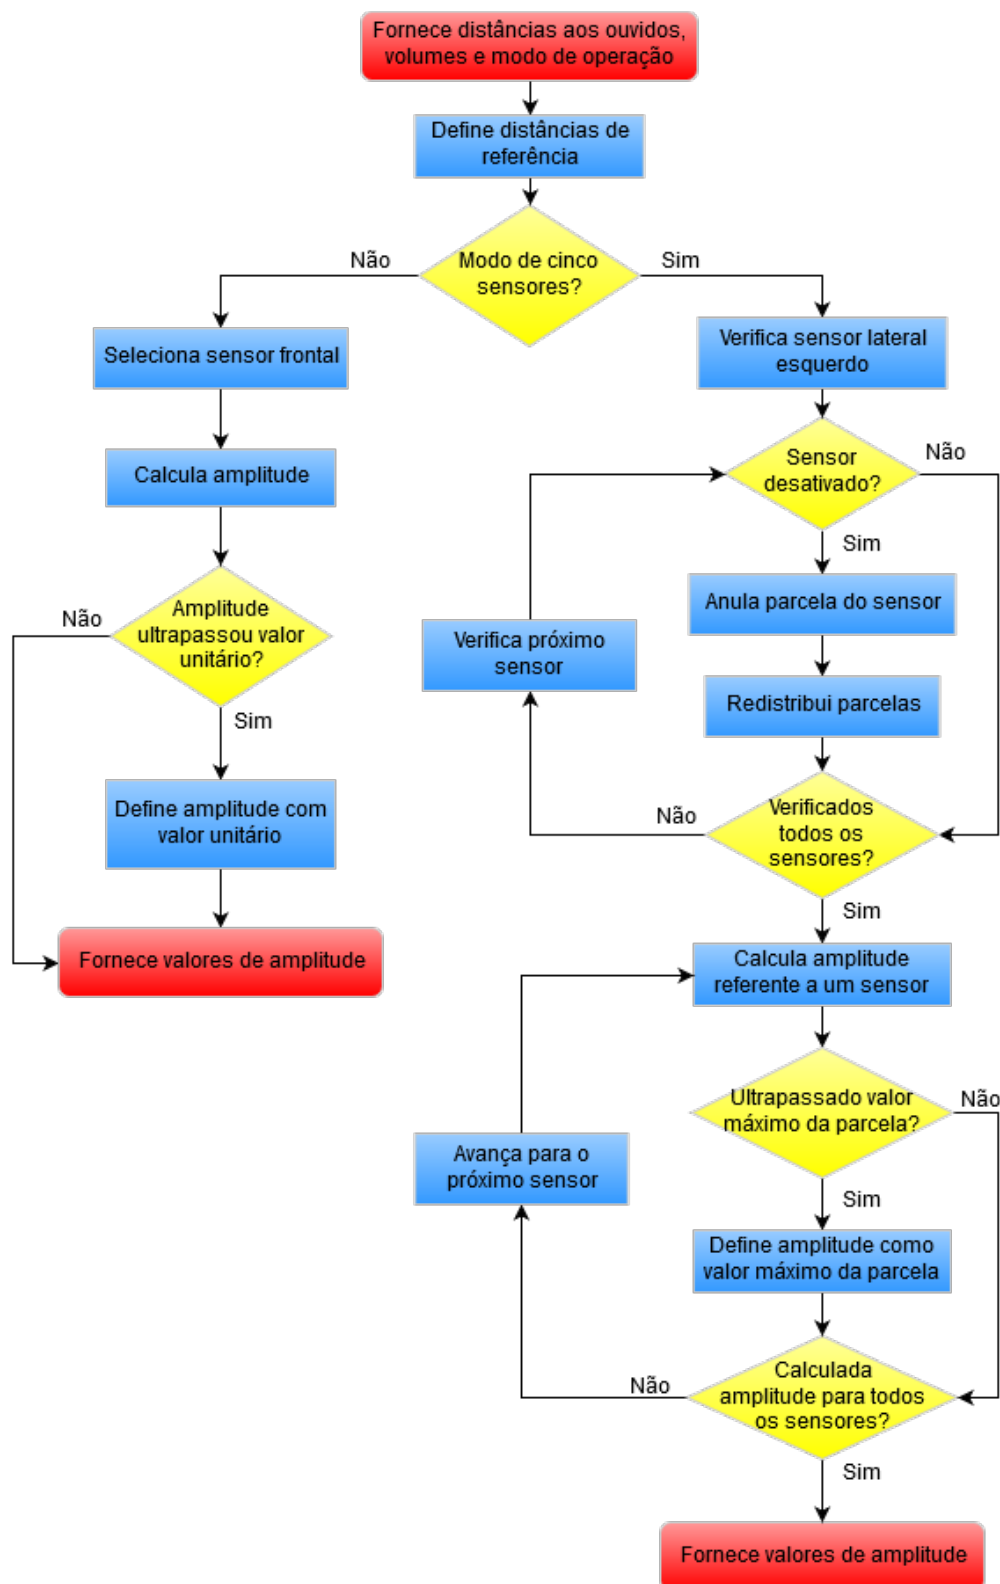 Fornece distâncias aos ouvidos,
volumes e modo de operação
Define distâncias de
referência
Modo de cinco
sensores?
Não
Sim
Seleciona sensor frontal
Calcula amplitude
Amplitude
ultrapassou valor
unitário?
Não
Sim
Define amplitude com
valor unitário
Fornece valores de amplitude
Verifica sensor lateral
esquerdo
Sensor
desativado?
Não
Sim
Anula parcela do sensor
Redistribui parcelas
Verifica próximo
sensor
Verificados
todos os
sensores?
Não
Sim
Calcula amplitude
referente a um sensor
Ultrapassado valor
máximo da parcela?
Não
Sim
Avança para o
próximo sensor
Define amplitude como
valor máximo da parcela
Calculada
amplitude para todos
os sensores?
Não
Sim
Fornece valores de amplitude